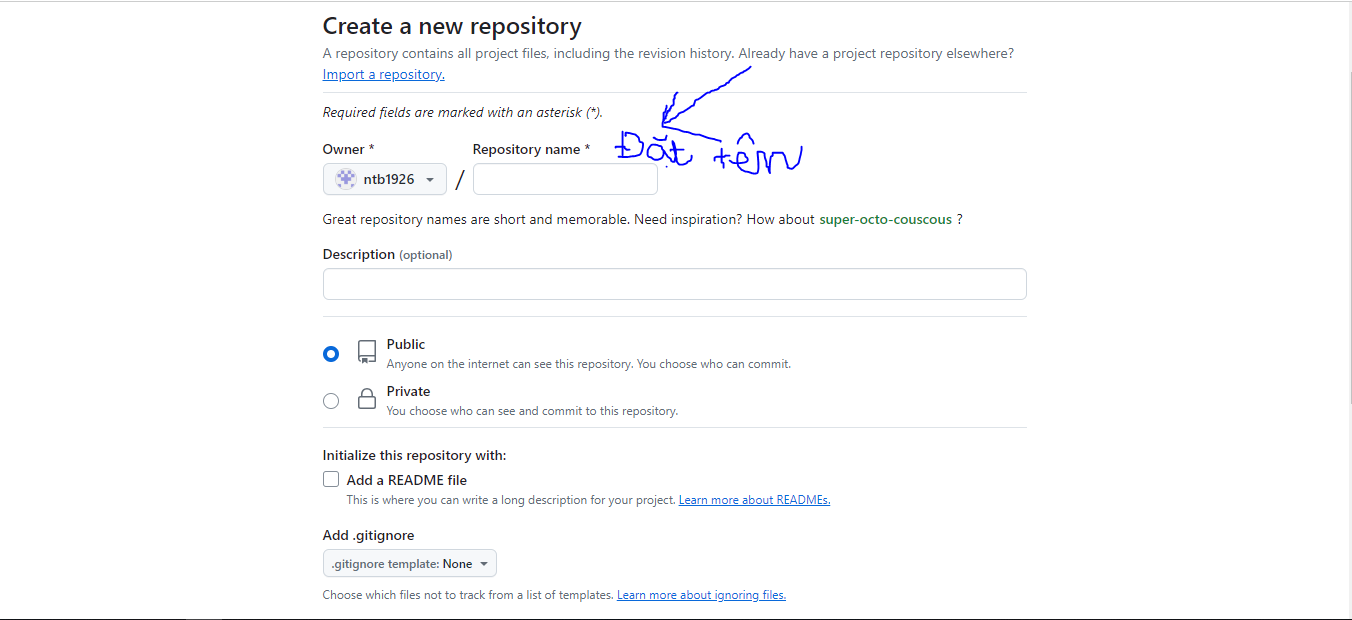 Create a new repository
A repository contains all project files, including the revision history. Already have a project repository elsewhere?
Import a repository.
Required fields are marked with an asterisk (*).
Owner * Repository name * Đặt tên
ntb1926 /
Great repository names are short and memorable. Need inspiration? How about super-octo-couscous ?
Description (optional)
Public
Anyone on the internet can see this repository. You choose who can commit.
Private
You choose who can see and commit to this repository.
Initialize this repository with:
Add a README file
This is where you can write a long description for your project. Learn more about READMEs.
Add .gitignore
.gitignore template: None
Choose which files not to track from a list of templates. Learn more about ignoring files.